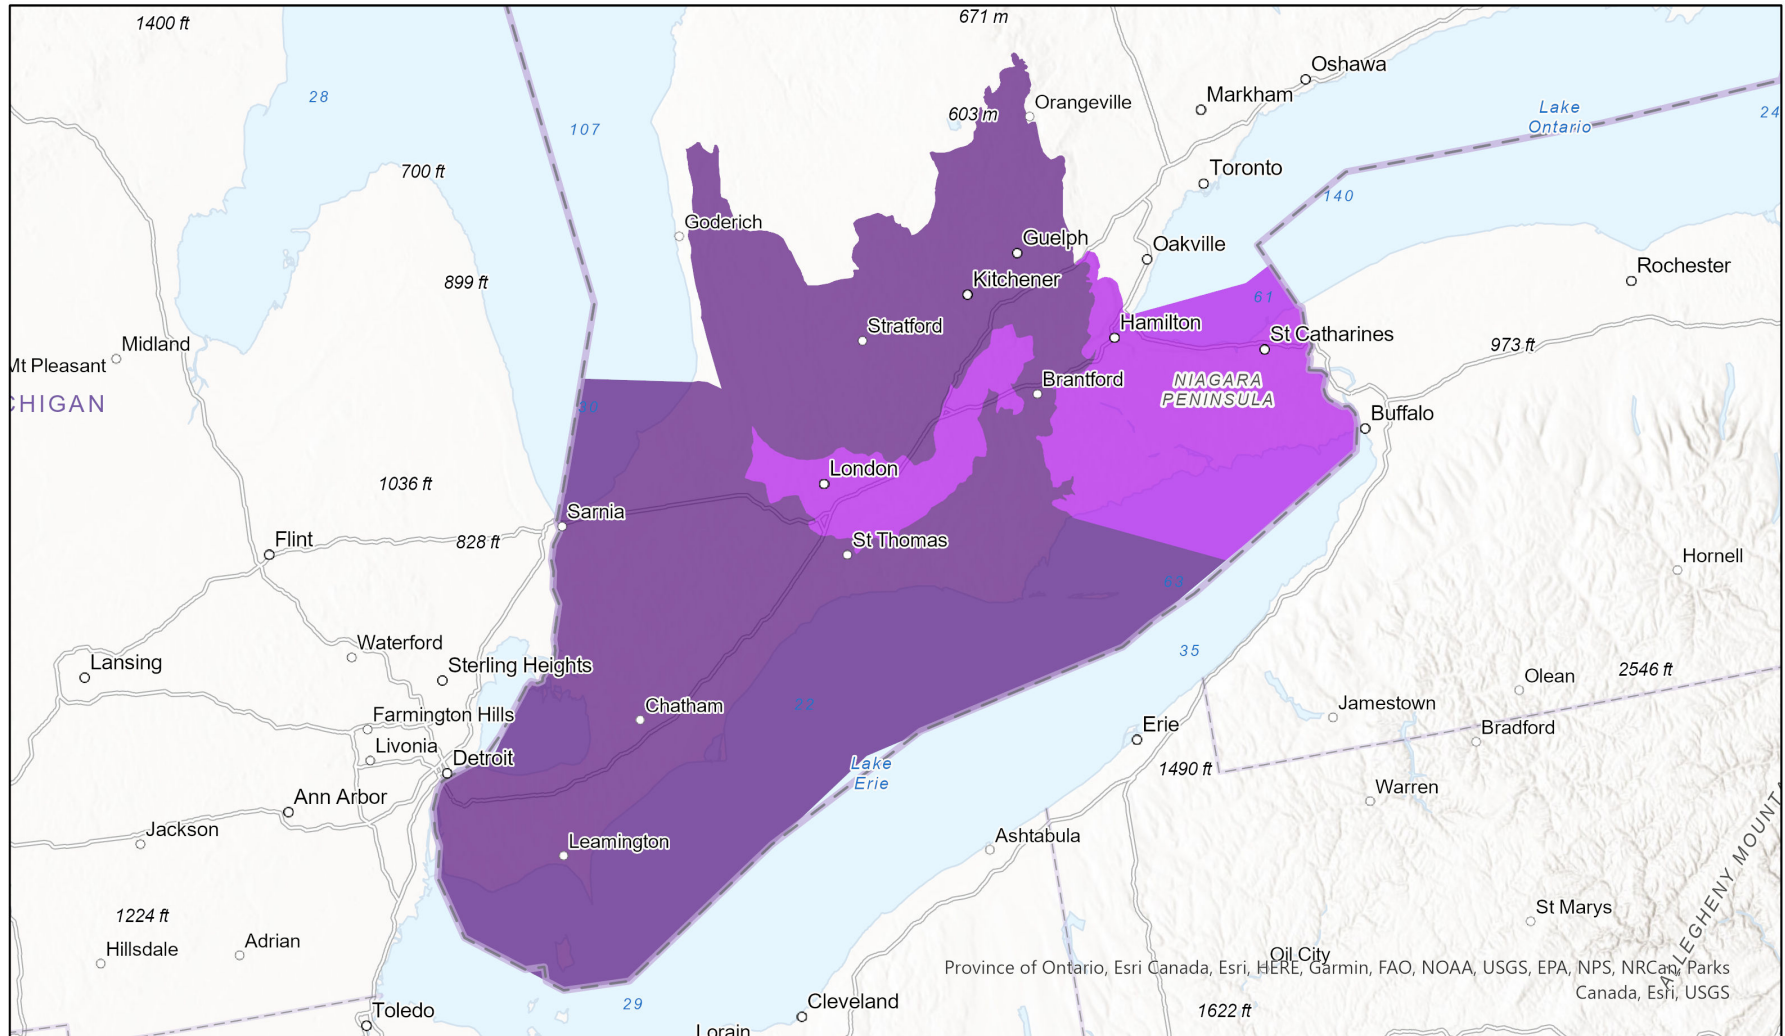 1400 ft
671 m
Oshawa
28
Markham
Orangeville
Lake
Ontario
24
603 m
107
700 ft
Toronto
140
Goderich
Guelph
Oakville
Rochester
899 ft
Kitchener
61
Stratford
Hamilton
St Catharines
Midland
973 ft
Mt Pleasant
Brantford
NIAGARA
PENINSULA
CHIGAN
30
Buffalo
London
1036 ft
Sarnia
Flint
828 ft
St Thomas
Hornell
63
Waterford
35
Lansing
Sterling Heights
2546 ft
Olean
Chatham
28
Jamestown
Farmington Hills
Erie
Bradford
Livonia
Detroit
Lake
Erie
1490 ft
Warren
Ann Arbor
Jackson
Ashtabula
Leamington
ALLEGHENY MOUNTA
1224 ft
St Marys
Hillsdale
Adrian
Oil City
Province of Ontario, Esri Canada, Esri, HERE, Garmin, FAO, NOAA, USGS, EPA, NPS, NRCan, Parks
Canada, Esri, USGS
29
Cleveland
Toledo
1622 ft
Lorain